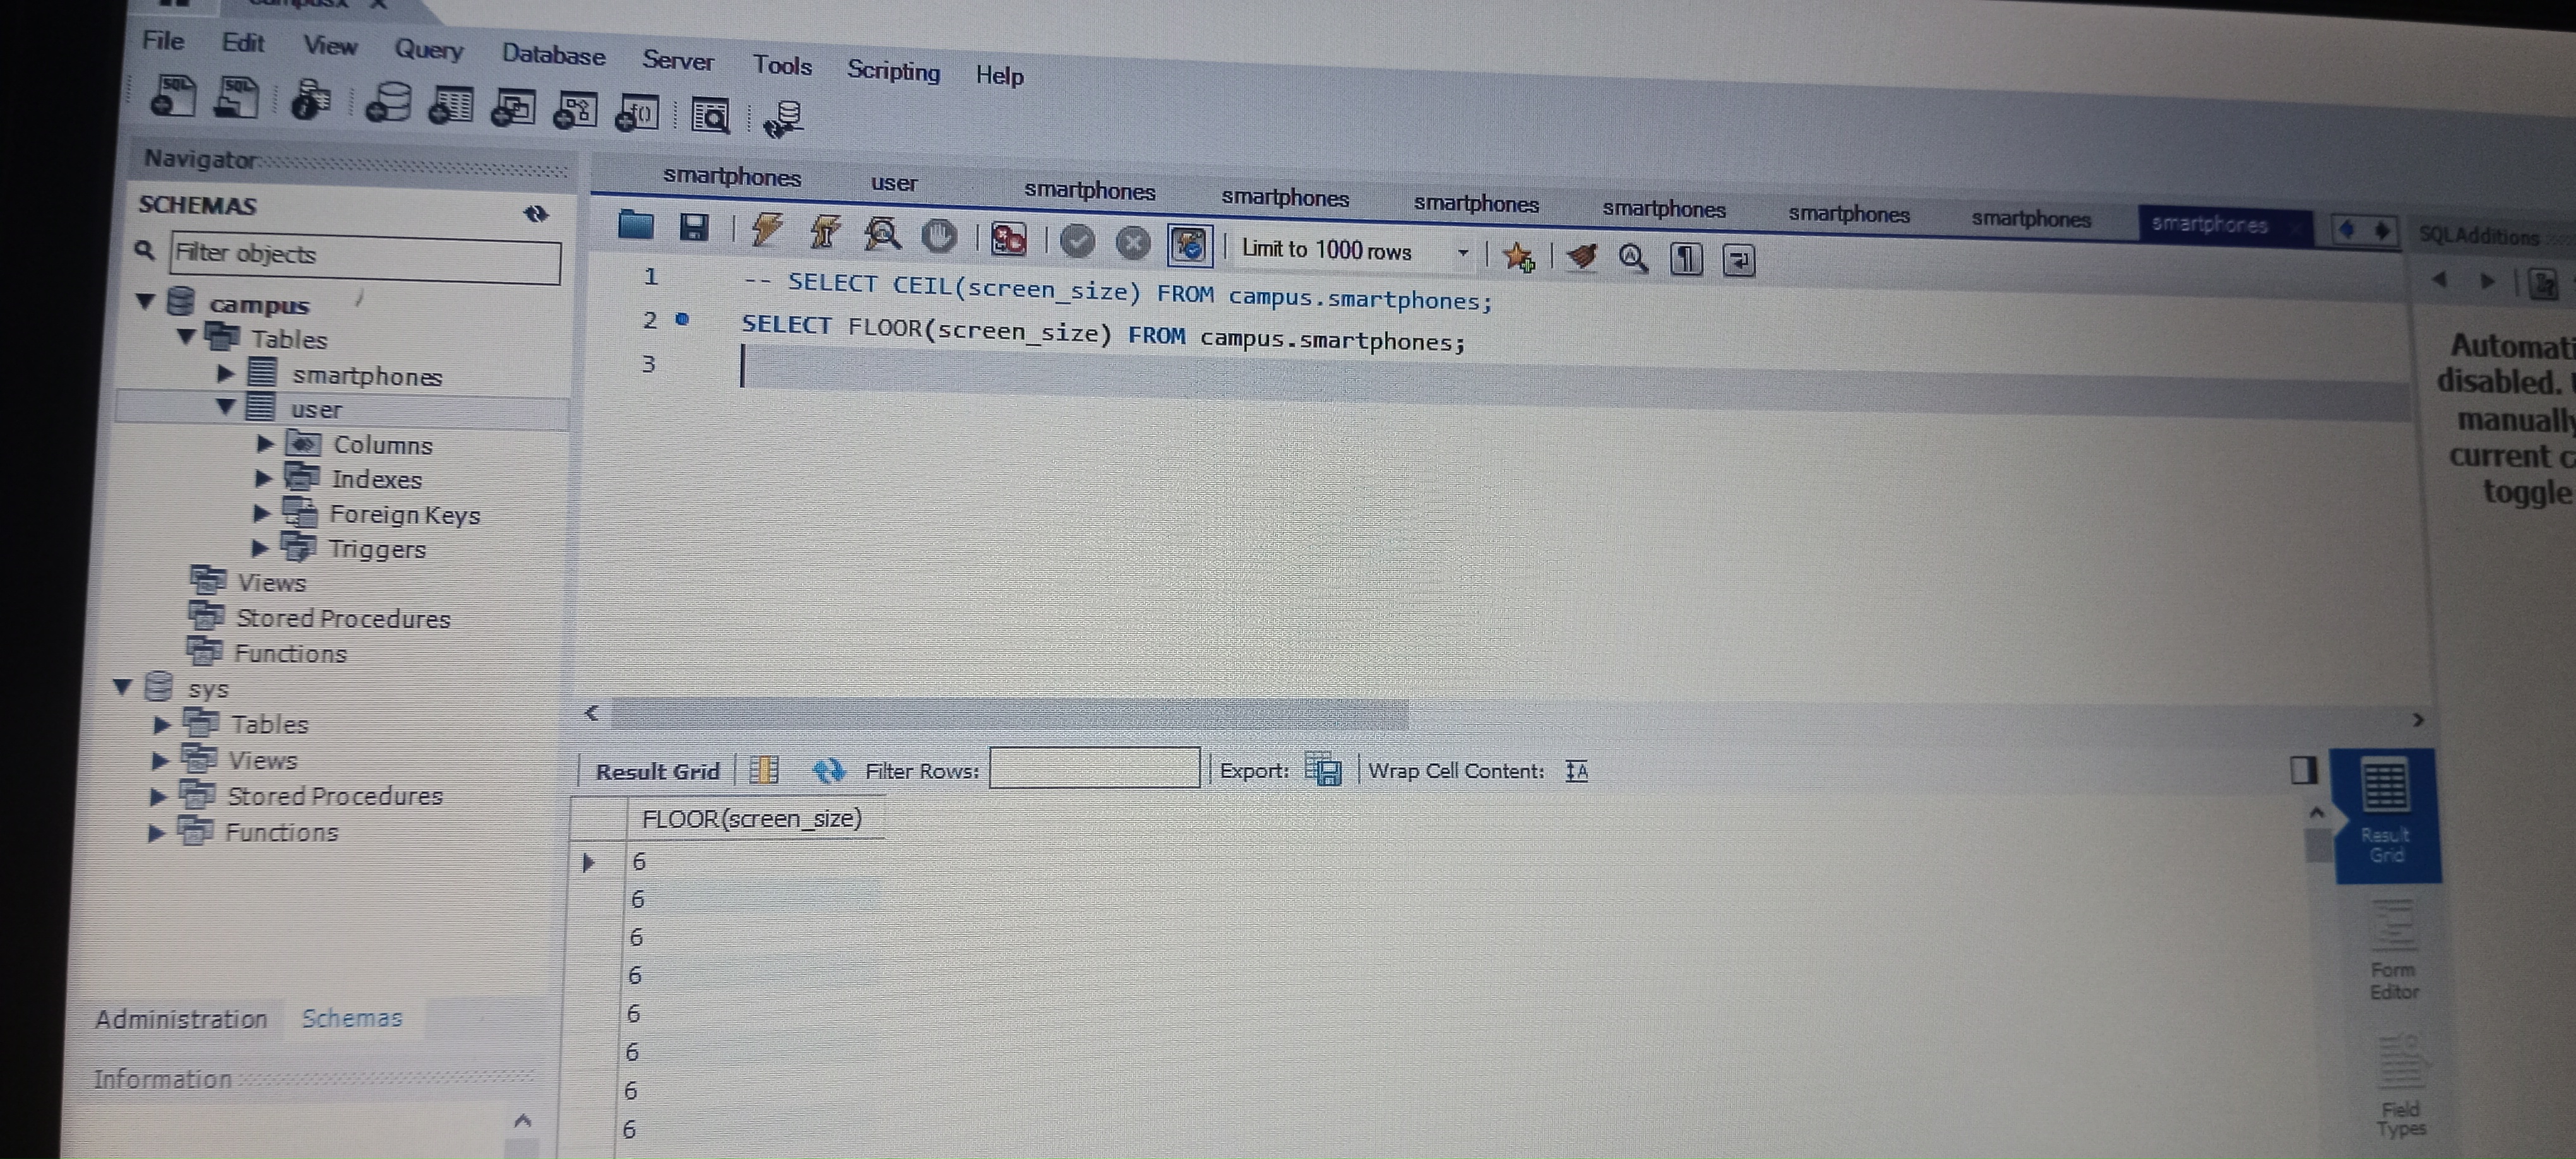 File Edit View Query Database Server Tools Scripting Help
Navigator
SCHEMAS
Filter objects
campus
Tables
smartphones
user
Columns
Indexes
Foreign Keys
Triggers
Views
Stored Procedures
Functions
sys
Tables
Views
Stored Procedures
Functions
Administration Schemas
Information
smartphones user smartphones smartphones smartphones smartphones smartphones smartphones smartphones
Limit to 1000 rows
1 -- SELECT CEIL(screen_size) FROM campus.smartphones;
2 SELECT FLOOR(screen_size) FROM campus.smartphones;
3
Result Grid Filter Rows: Export: Wrap Cell Content:
FLOOR(screen_size)
6
6
6
6
6
6
6
6
SQLAdditions
Automati
disabled.
manually
current c
toggle
Result
Grid
Form
Editor
Field
Types